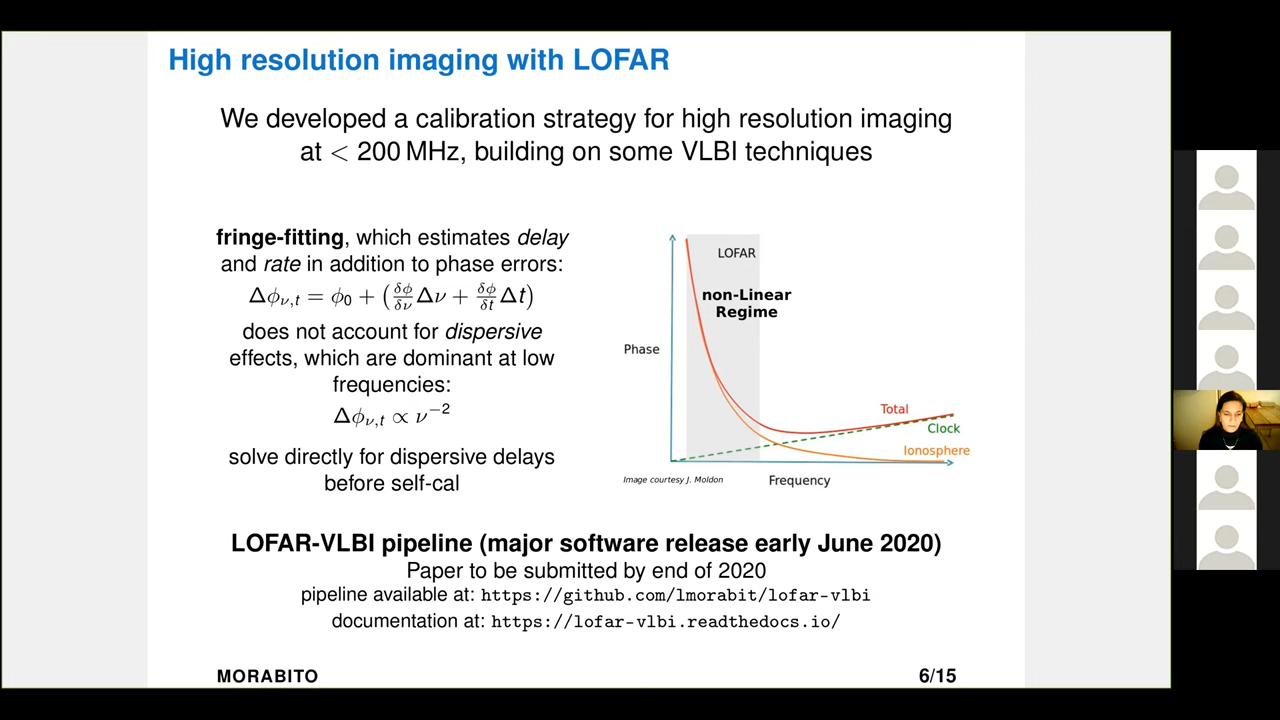 High resolution imaging with LOFAR
We developed a calibration strategy for high resolution imaging
at < 200 MHz, building on some VLBI techniques
fringe-fitting, which estimates delay
and rate in addition to phase errors:
Δϕν,t = ϕ0 + (δϕ/δν Δν + δϕ/δt Δt)
does not account for dispersive
effects, which are dominant at low
frequencies:
Δϕν,t ∝ ν−2
solve directly for dispersive delays
before self-cal
LOFAR
non-Linear
Regime
Phase
Total
Clock
Ionosphere
Image courtesy J. Moldon
Frequency
LOFAR-VLBI pipeline (major software release early June 2020)
Paper to be submitted by end of 2020
pipeline available at: https://github.com/lmorabit/lofar-vlbi
documentation at: https://lofar-vlbi.readthedocs.io/
MORABITO
6/15